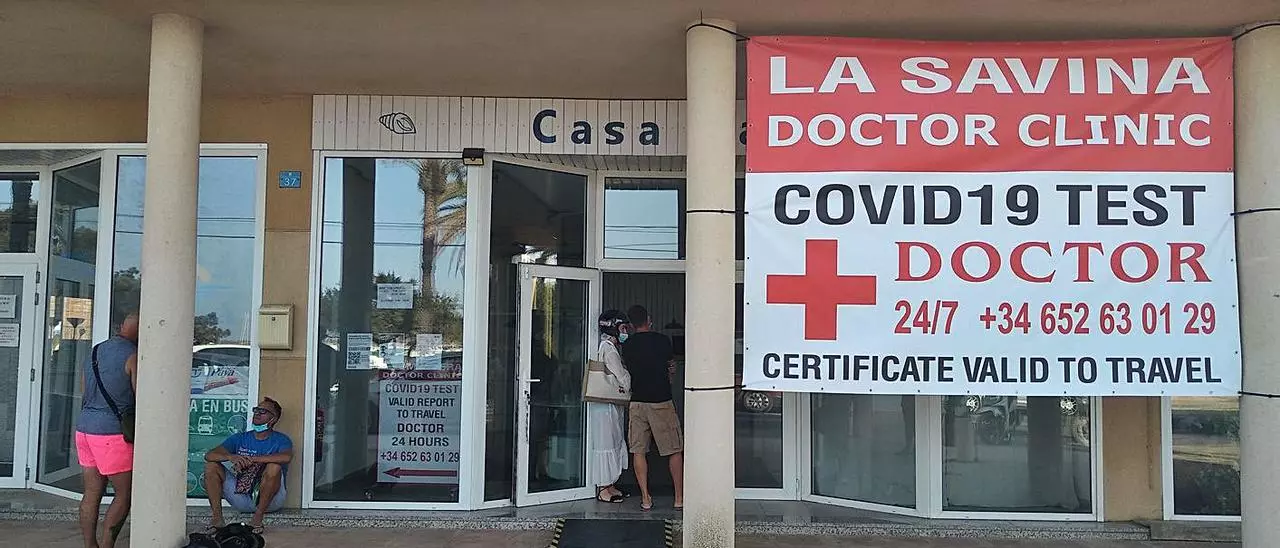 LA SAVINA
DOCTOR CLINIC
COVID19 TEST
DOCTOR
24/7 +34 652 63 01 29
CERTIFICATE VALID TO TRAVEL
Casa
37
DOCTOR CLINIC
COVID19 TEST
VALID REPORT
TO TRAVEL
DOCTOR
24 HOURS
+34 652 63 01 29
EN BUS